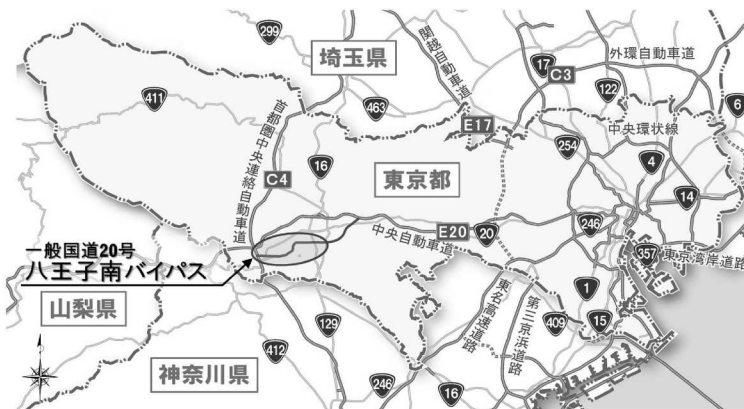 299
埼玉県
関越自動車道
17
C3
外環自動車道
122
6
411
463
E17
中央環状線
首都圏中央連絡自動車道
16
254
4
C4
東京都
14
一般国道20号
八王子南バイパス
E20
20
246
中央自動車道
357
東京湾岸道路
山梨県
129
東名高速道路
第三京浜道路
1
409
15
412
神奈川県
246
16